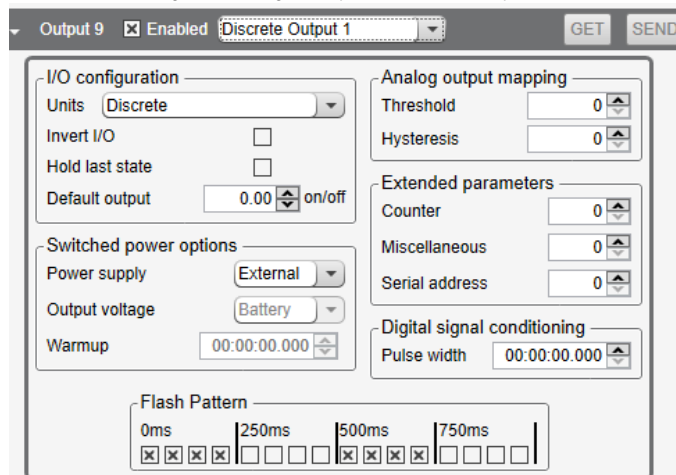 Output 9 Enabled Discrete Output 1 GET SEND
I/O configuration
Units Discrete
Invert I/O
Hold last state
Default output 0.00 on/off
Switched power options
Power supply External
Output voltage Battery
Warmup 00:00:00.000
Analog output mapping
Threshold 0
Hysteresis 0
Extended parameters
Counter 0
Miscellaneous 0
Serial address 0
Digital signal conditioning
Pulse width 00:00:00.000
Flash Pattern
0ms 250ms 500ms 750ms